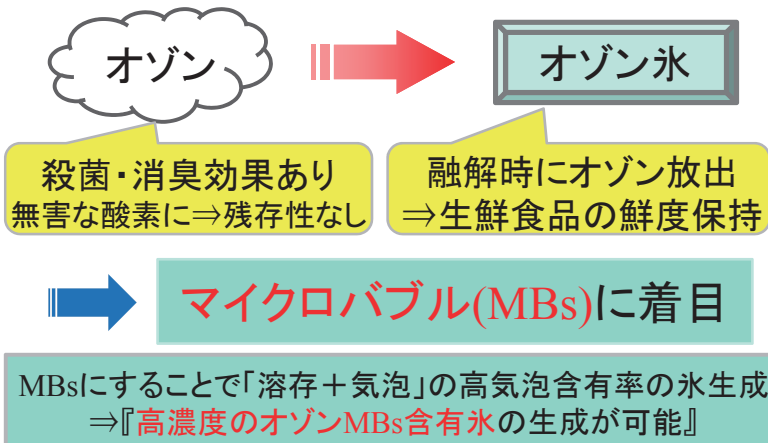 オゾン
オゾン氷
殺菌・消臭効果あり
無害な酸素に⇒残存性なし
融解時にオゾン放出
⇒生鮮食品の鮮度保持
マイクロバブル(MBs)に着目
MBsにすることで「溶存＋気泡」の高気泡含有率の氷生成
⇒『高濃度のオゾンMBs含有氷の生成が可能』